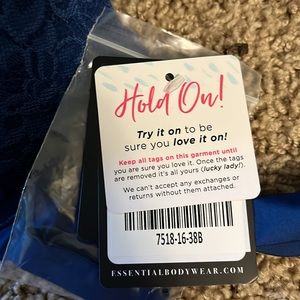 Hold On!
Try it on to be
sure you love it on!
Keep all tags on this garment until
you are sure you love it. Once the tags
are removed it's all yours (lucky lady!).
We can't accept any exchanges or
returns without them attached.
7518-16-38B
ESSENTIALBODYWEAR.COM